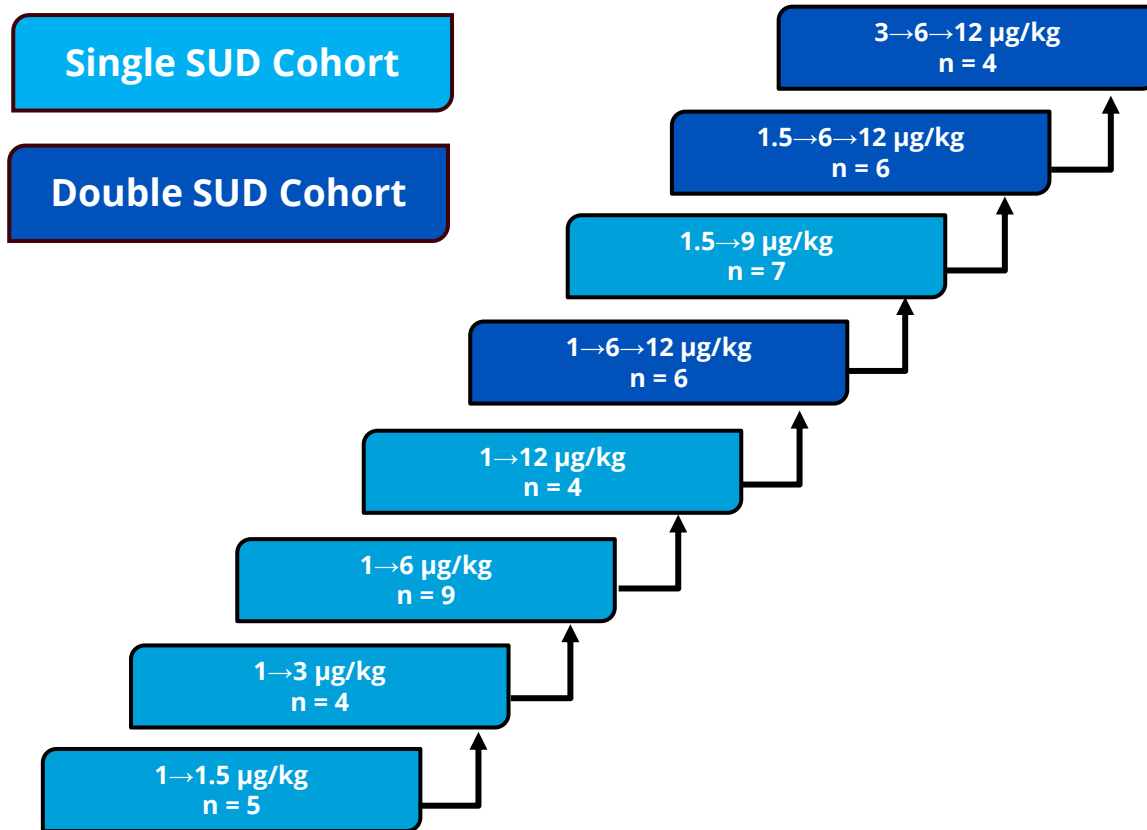 Single SUD Cohort
Double SUD Cohort
3→6→12 µg/kg
n = 4
1.5→6→12 µg/kg
n = 6
1.5→9 µg/kg
n = 7
1→6→12 µg/kg
n = 6
1→12 µg/kg
n = 4
1→6 µg/kg
n = 9
1→3 µg/kg
n = 4
1→1.5 µg/kg
n = 5